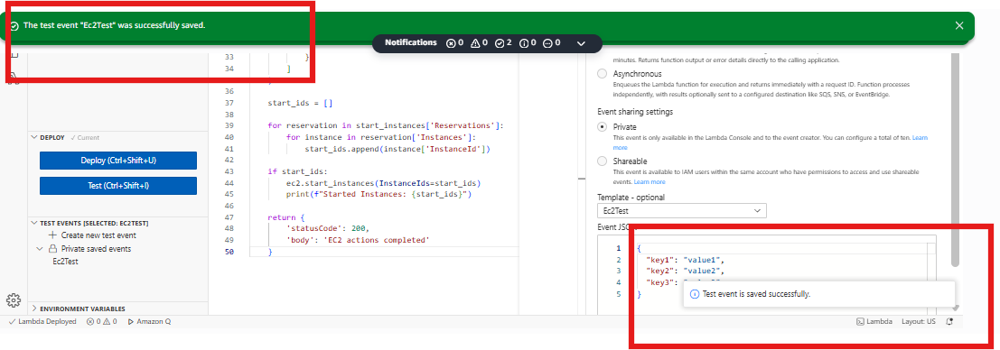 The test event "Ec2Test" was successfully saved.
Notifications 0 0 2 0 0
33 }
34 ]
36
37 start_ids = []
38
39 for reservation in start_instances['Reservations']:
40 for instance in reservation['Instances']:
41 start_ids.append(instance['InstanceId'])
42
43 if start_ids:
44 ec2.start_instances(InstanceIds=start_ids)
45 print(f"Started Instances: {start_ids}")
46
47 return {
48 'statusCode': 200,
49 'body': 'EC2 actions completed'
50 }
DEPLOY Current
Deploy (Ctrl+Shift+U)
Test (Ctrl+Shift+I)
TEST EVENTS [SELECTED: EC2TEST]
Create new test event
Private saved events
Ec2Test
ENVIRONMENT VARIABLES
minutes. Returns function output or error details directly to the calling application.
Asynchronous
Enqueues the Lambda function for execution and returns immediately with a request ID. Function processes
independently, with results optionally sent to a configured destination like SQS, SNS, or EventBridge.
Event sharing settings
Private
This event is only available in the Lambda Console and to the event creator. You can configure a total of ten. Learn
more
Shareable
This event is available to IAM users within the same account who have permissions to access and use shareable
events. Learn more
Template - optional
Ec2Test
Event JSON
1 {
2 "key1": "value1",
3 "key2": "value2",
4 "key3":
5 }
Test event is saved successfully.
Lambda Deployed 0 0 Amazon Q
Lambda Layout: US